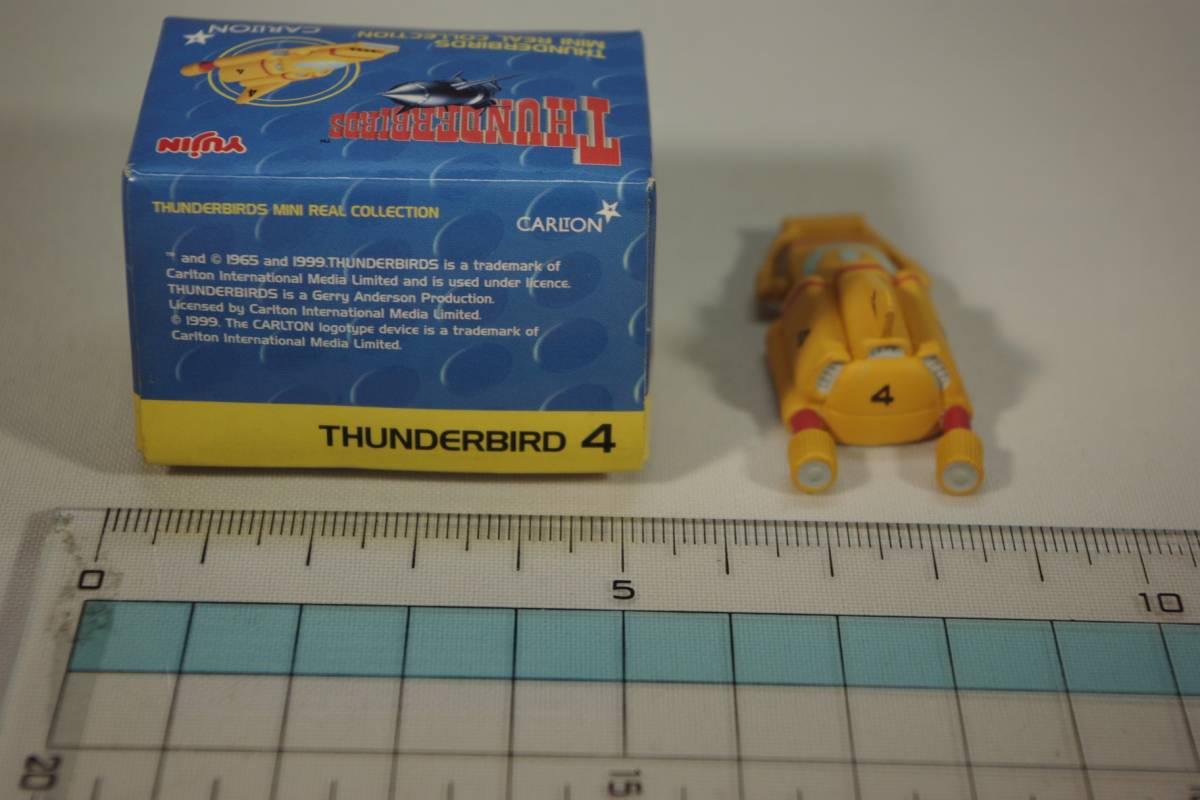 CARLTON
THUNDERBIRDS
MINI REAL COLLECTION
4
4
THUNDERBIRDS™
YUJIN
THUNDERBIRDS MINI REAL COLLECTION
CARLTON
™ and © 1965 and 1999.THUNDERBIRDS is a trademark of
Carlton International Media Limited and is used under licence.
THUNDERBIRDS is a Gerry Anderson Production.
Licensed by Carlton International Media Limited.
© 1999. The CARLTON logotype device is a trademark of
Carlton International Media Limited.
THUNDERBIRD 4
4
0
5
10
20
15